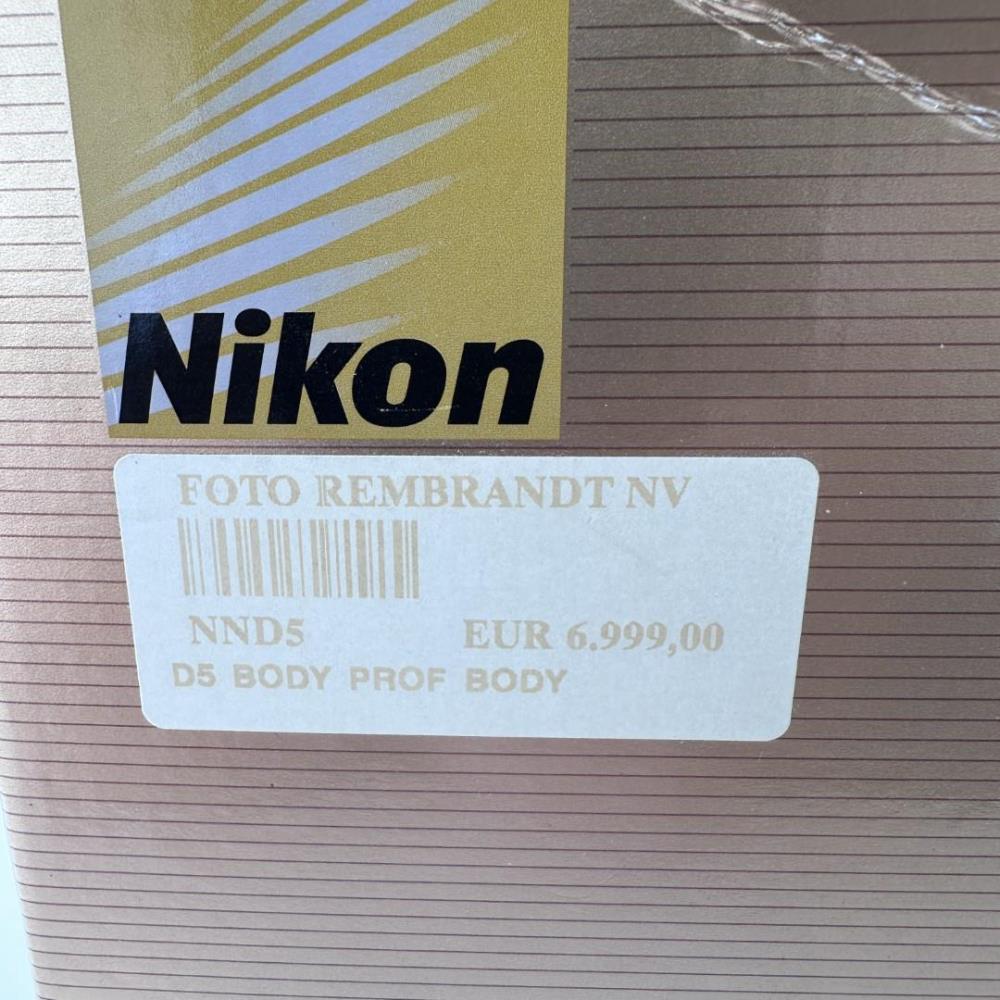 Nikon
FOTO REMBRANDT NV
NND5 EUR 6.999,00
D5 BODY PROF BODY